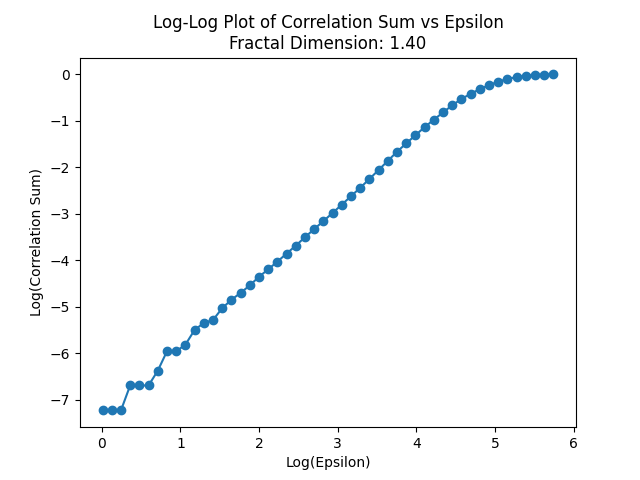 Log-Log Plot of Correlation Sum vs Epsilon
Fractal Dimension: 1.40
0
−1
−2
−3
−4
−5
−6
−7
Log(Correlation Sum)
0 1 2 3 4 5 6
Log(Epsilon)